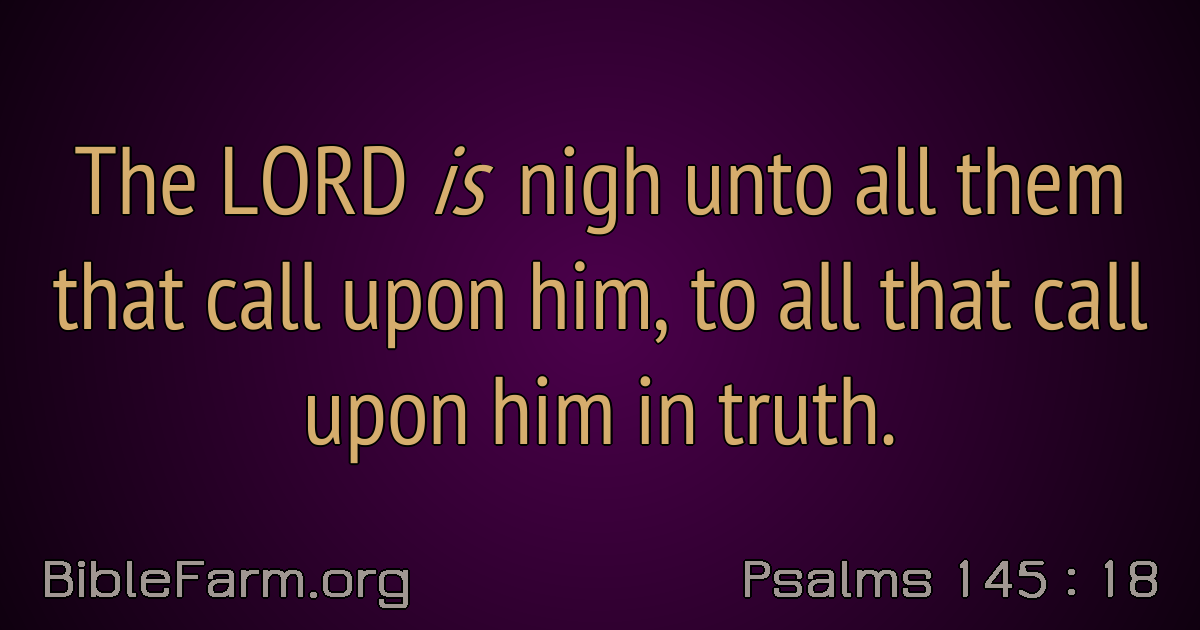 The LORD is nigh unto all them
that call upon him, to all that call
upon him in truth.
BibleFarm.org
Psalms 145 : 18